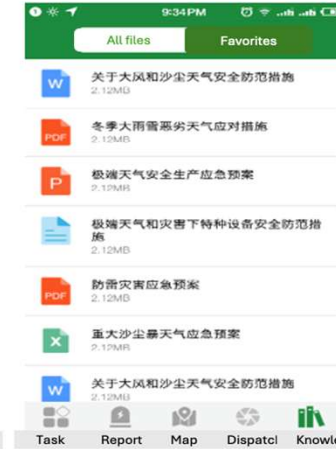 9:34 PM
All files
Favorites
W
关于大风和沙尘天气安全防范措施
2.12MB
PDF
冬季大雨雪恶劣天气应对措施
2.12MB
P
极端天气安全生产应急预案
2.12MB
极端天气和灾害下特种设备安全防范措
施
2.12MB
PDF
防雷灾害应急预案
2.12MB
X
重大沙尘暴天气应急预案
2.12MB
W
关于大风和沙尘天气安全防范措施
2.12MB
Task
Report
Map
Dispatcl
Knowle